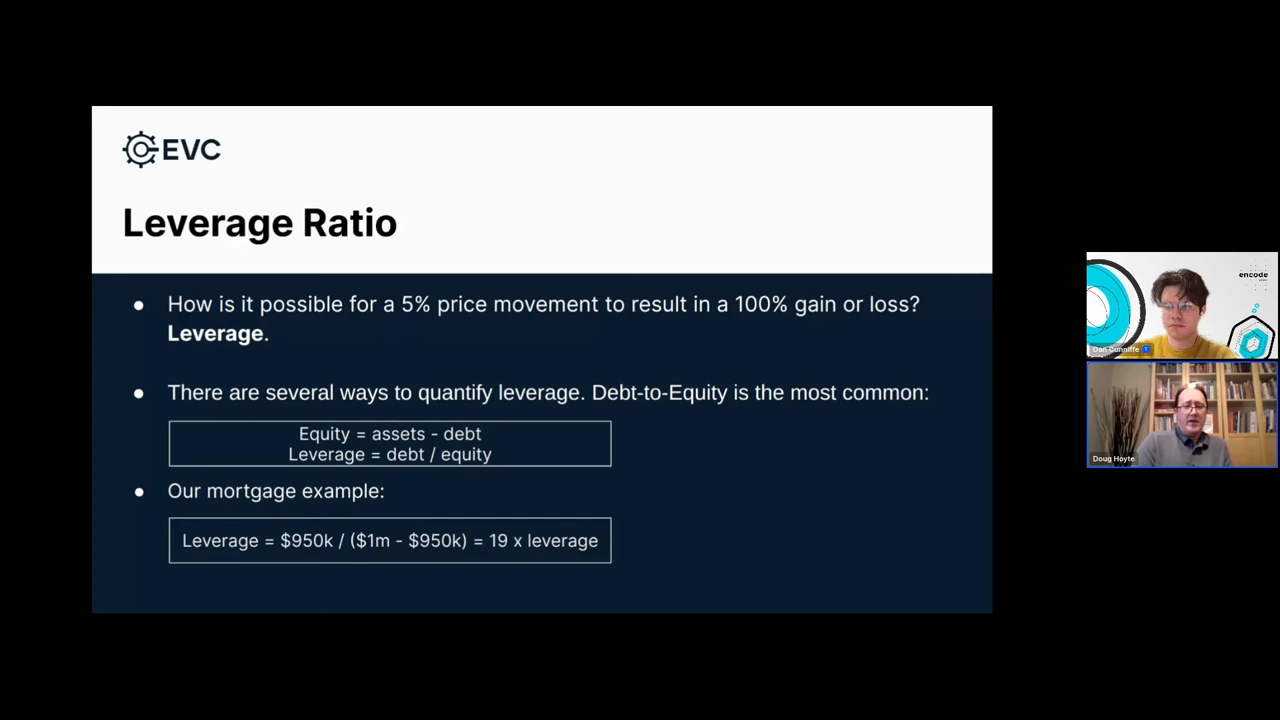 EVC
Leverage Ratio
● How is it possible for a 5% price movement to result in a 100% gain or loss?
Leverage.
● There are several ways to quantify leverage. Debt-to-Equity is the most common:
Equity = assets - debt
Leverage = debt / equity
● Our mortgage example:
Leverage = $950k / ($1m - $950k) = 19 x leverage
encode
Dan Cunniffe
Doug Hoyte